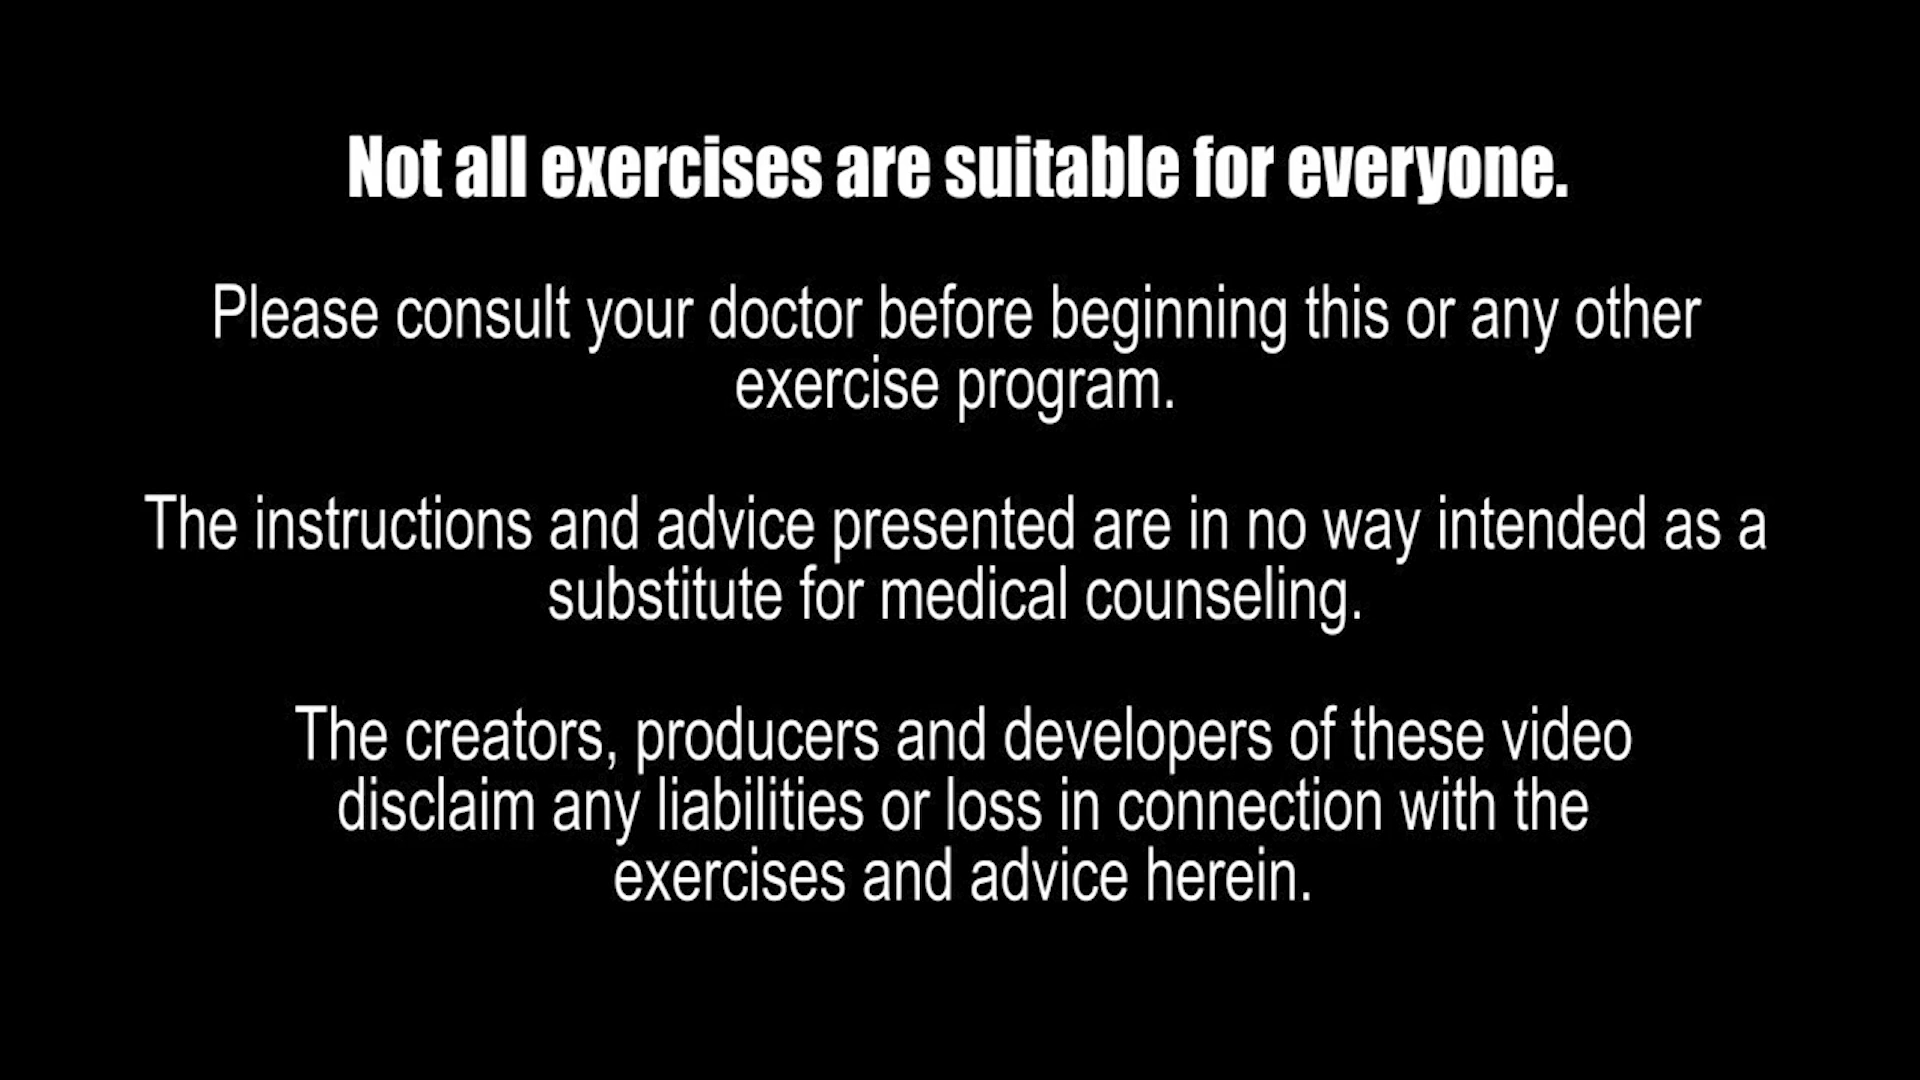 Not all exercises are suitable for everyone.
Please consult your doctor before beginning this or any other
exercise program.
The instructions and advice presented are in no way intended as a
substitute for medical counseling.
The creators, producers and developers of these video
disclaim any liabilities or loss in connection with the
exercises and advice herein.